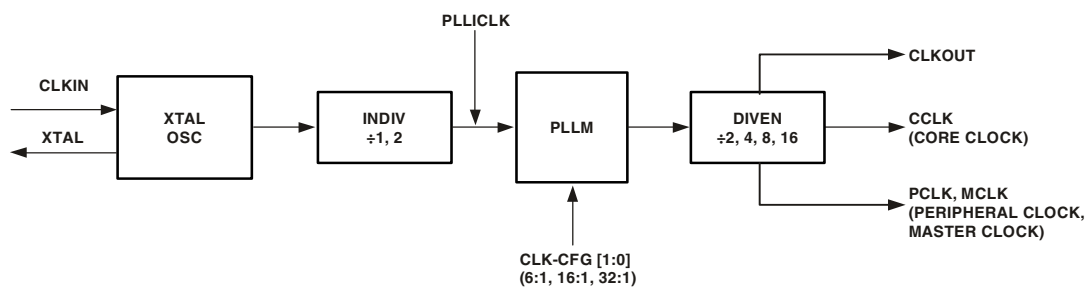 PLLICLK
CLKIN
XTAL
XTAL
OSC
INDIV
÷1, 2
PLLM
DIVEN
÷2, 4, 8, 16
CLKOUT
CCLK
(CORE CLOCK)
PCLK, MCLK
(PERIPHERAL CLOCK,
MASTER CLOCK)
CLK-CFG [1:0]
(6:1, 16:1, 32:1)